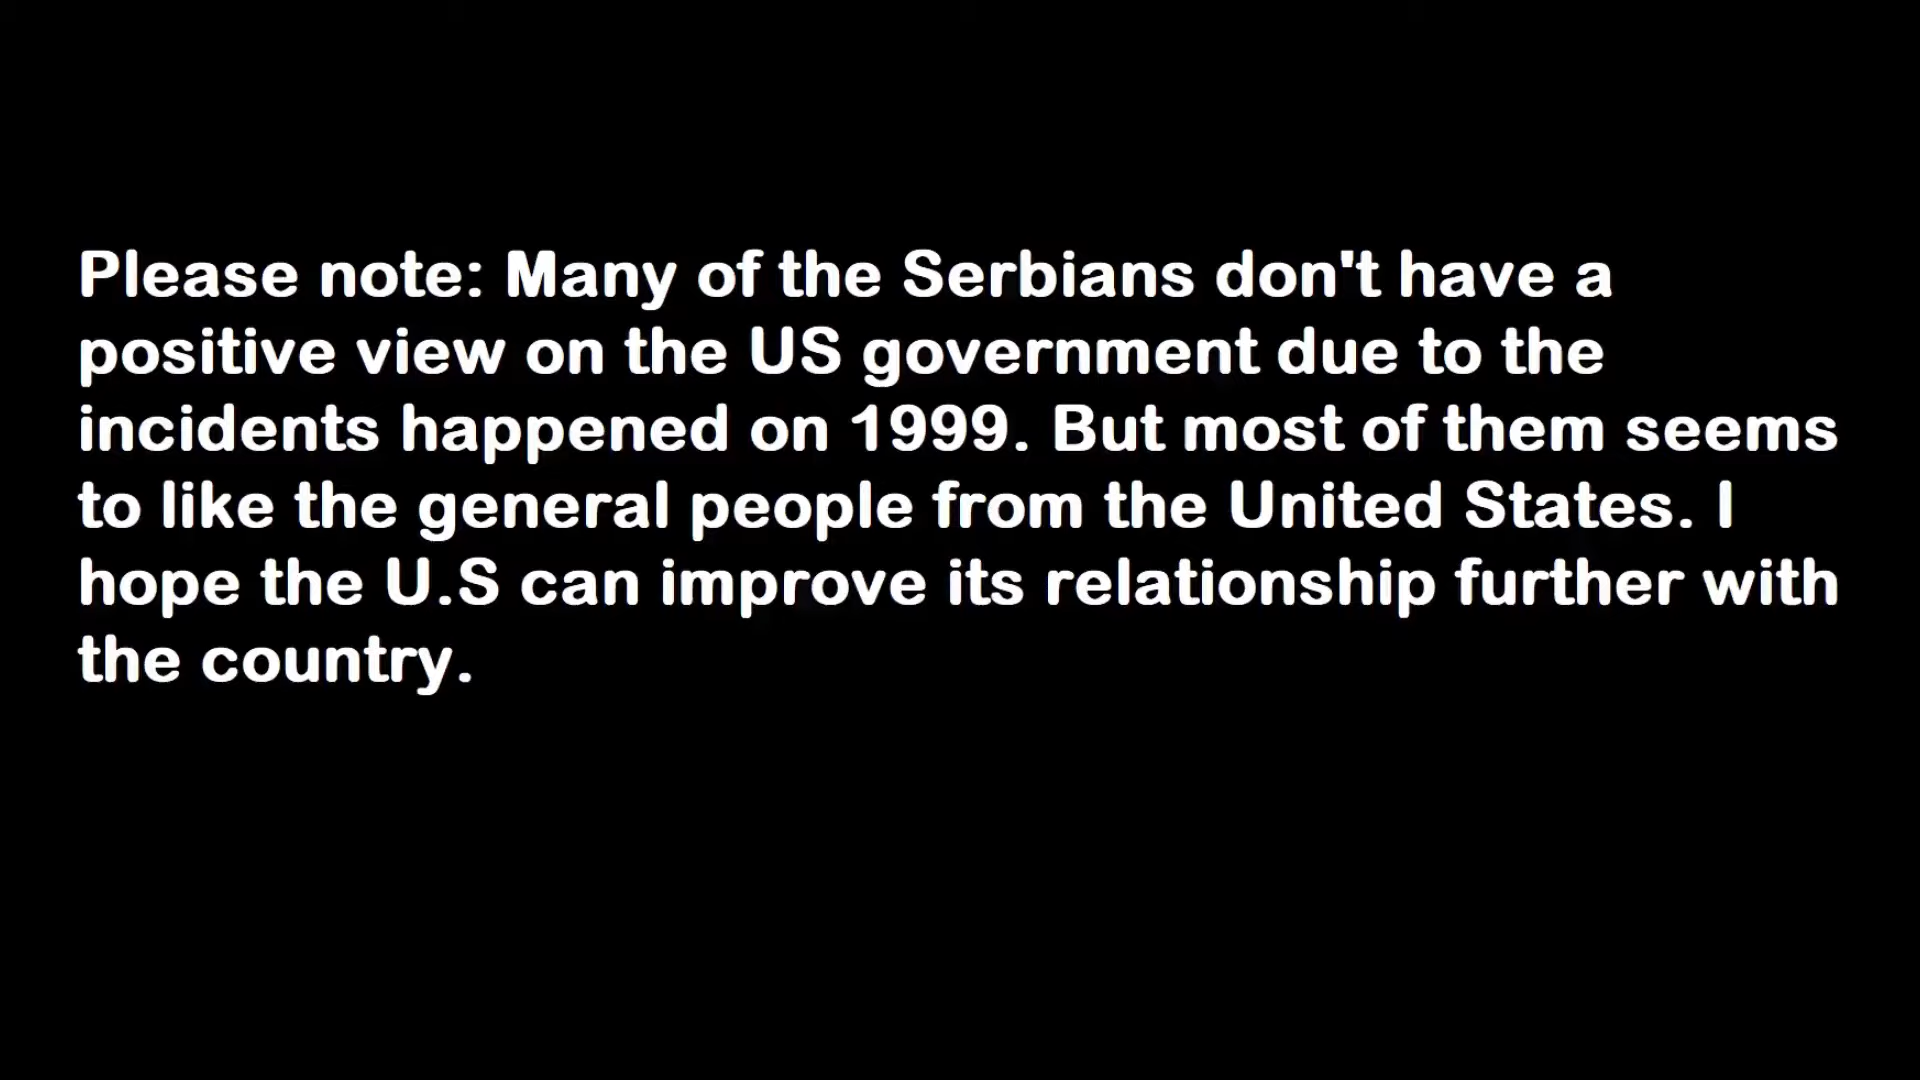 Please note: Many of the Serbians don't have a
positive view on the US government due to the
incidents happened on 1999. But most of them seems
to like the general people from the United States. I
hope the U.S can improve its relationship further with
the country.